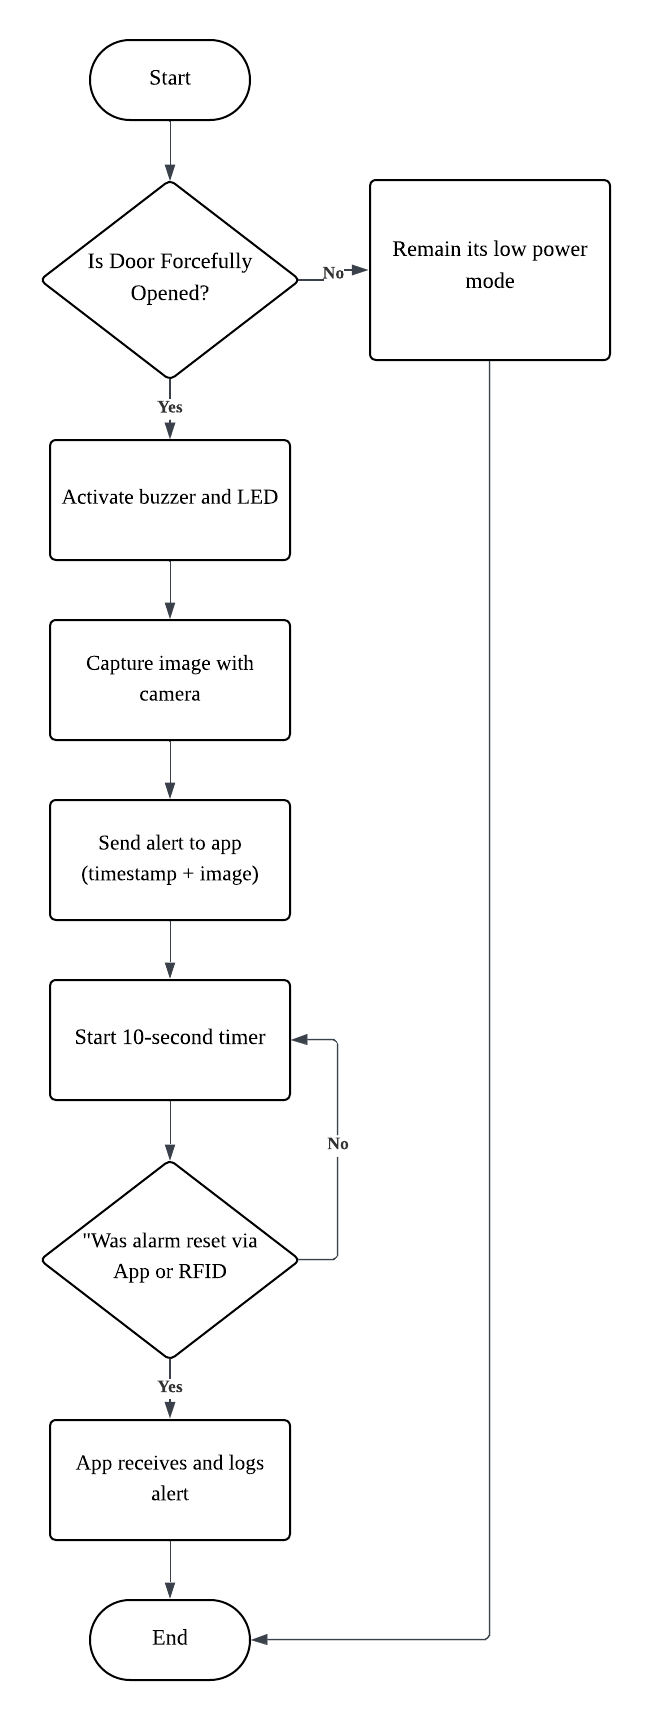 Start
Is Door Forcefully
Opened?
No
Remain its low power
mode
Yes
Activate buzzer and LED
Capture image with
camera
Send alert to app
(timestamp + image)
Start 10-second timer
No
"Was alarm reset via
App or RFID
Yes
App receives and logs
alert
End